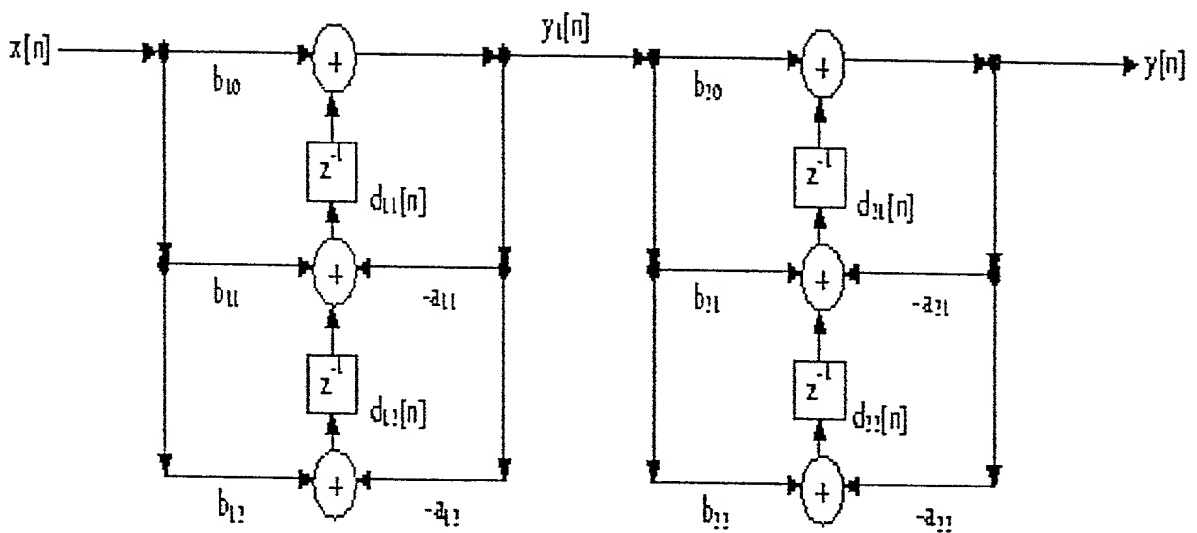 x[n]
y₁[n]
y[n]
b₁₀
+
b₂₀
+
z⁻¹
d₁₁[n]
z⁻¹
d₂₁[n]
b₁₁
+
-a₁₁
b₂₁
+
-a₂₁
z⁻¹
d₁₂[n]
z⁻¹
d₂₂[n]
b₁₂
+
-a₁₂
b₂₂
+
-a₂₂